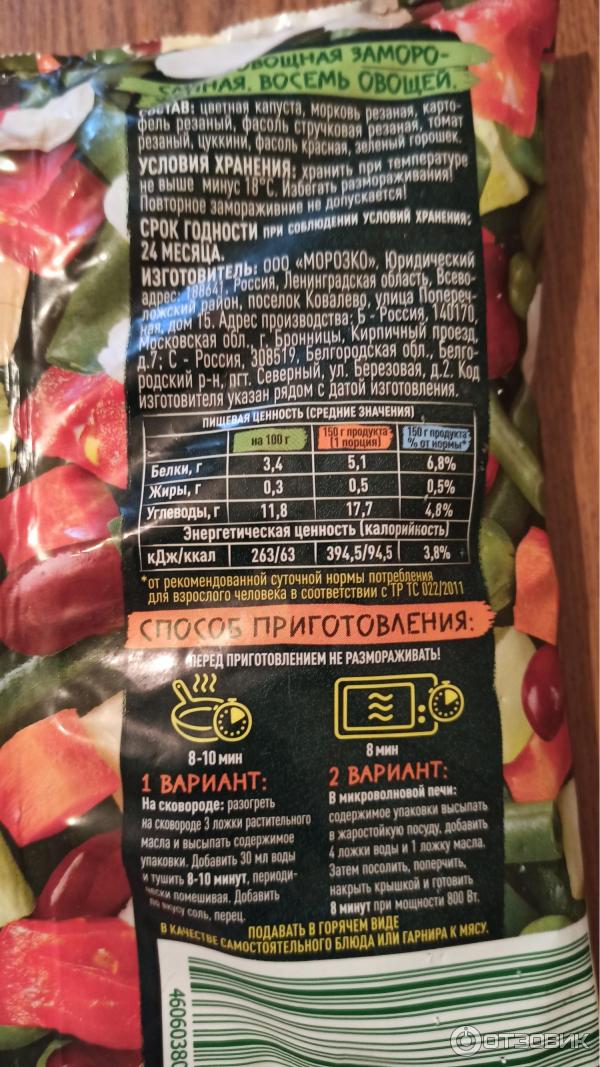 ОВОЩНАЯ ЗАМОРО-
ВОСЕМЬ ОВОЩЕЙ.
СОСТАВ: цветная капуста, морковь резаная, карто-
фель резаный, фасоль стручковая резаная, томат
резаный, цуккини, фасоль красная, зеленый горошек.
УСЛОВИЯ ХРАНЕНИЯ: хранить при температуре
не выше минус 18°С. Избегать размораживания!
Повторное замораживние не допускается!
СРОК ГОДНОСТИ ПРИ СОБЛЮДЕНИИ УСЛОВИЙ ХРАНЕНИЯ:
24 МЕСЯЦА.
ИЗГОТОВИТЕЛЬ: ООО «МОРОЗКО», Юридический
адрес: 188641, Россия, Ленинградская область, Всево-
ложский район, поселок Ковалево, улица Попереч-
ная, дом 15. Адрес производства: Б - Россия, 140170,
Московская обл., г. Бронницы, Кирпичный проезд,
д.7; С - Россия, 308519, Белгородская обл., Белго-
родский р-н, пгт. Северный, ул. Березовая, д.2. Код
изготовителя указан рядом с датой изготовления.
ПИЩЕВАЯ ЦЕННОСТЬ (СРЕДНИЕ ЗНАЧЕНИЯ)
на 100 г 150 г продукта (1 порция) 150 г продукта % от нормы*
Белки, г 3,4 5,1 6,8%
Жиры, г 0,3 0,5 0,5%
Углеводы, г 11,8 17,7 4,8%
Энергетическая ценность (калорийность)
кДж/ккал 263/63 394,5/94,5 3,8%
*от рекомендованной суточной нормы потребления
для взрослого человека в соответствии с ТР ТС 022/2011
СПОСОБ ПРИГОТОВЛЕНИЯ:
ПЕРЕД ПРИГОТОВЛЕНИЕМ НЕ РАЗМОРАЖИВАТЬ!
8-10 мин
1 ВАРИАНТ:
На сковороде: разогреть
на сковороде 3 ложки растительного
масла и высыпать содержимое
упаковки. Добавить 30 мл воды
и тушить 8-10 минут, периоди-
чески помешивая. Добавить
по вкусу соль, перец.
8 мин
2 ВАРИАНТ:
В микроволновой печи:
содержимое упаковки высыпать
в жаростойкую посуду, добавить
4 ложки воды и 1 ложку масла.
Затем посолить, поперчить,
накрыть крышкой и готовить
8 минут при мощности 800 Вт.
ПОДАВАТЬ В ГОРЯЧЕМ ВИДЕ
В КАЧЕСТВЕ САМОСТОЯТЕЛЬНОГО БЛЮДА ИЛИ ГАРНИРА К МЯСУ.
46060380
ОТЗОВИК